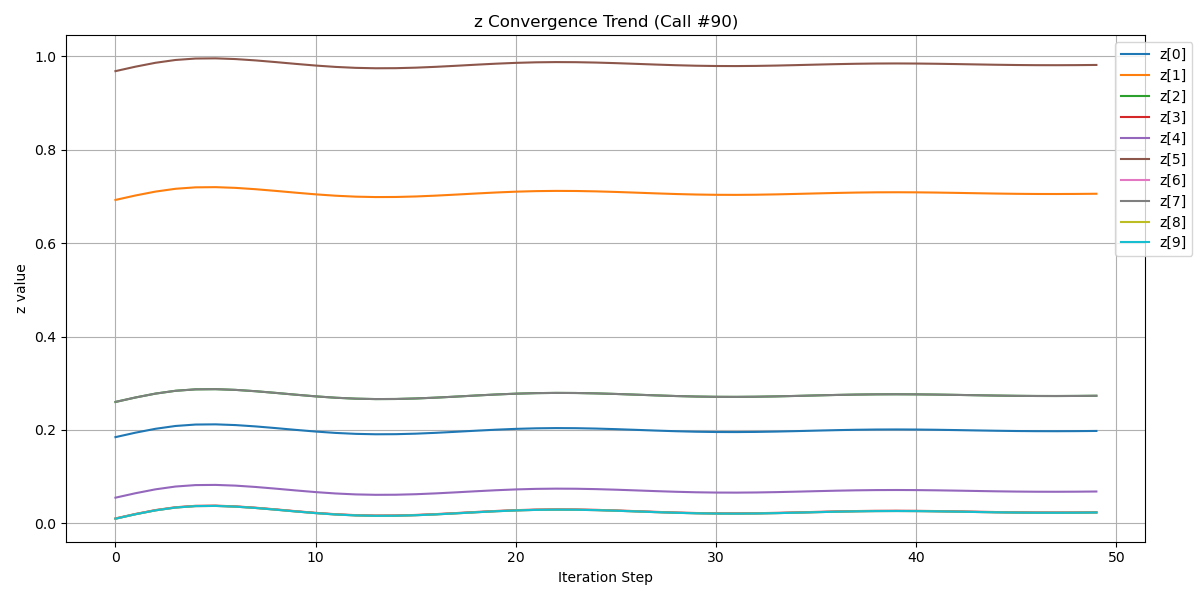 z Convergence Trend (Call #90)
z value
1.0
0.8
0.6
0.4
0.2
0.0
0
10
20
30
40
50
Iteration Step
z[0]
z[1]
z[2]
z[3]
z[4]
z[5]
z[6]
z[7]
z[8]
z[9]